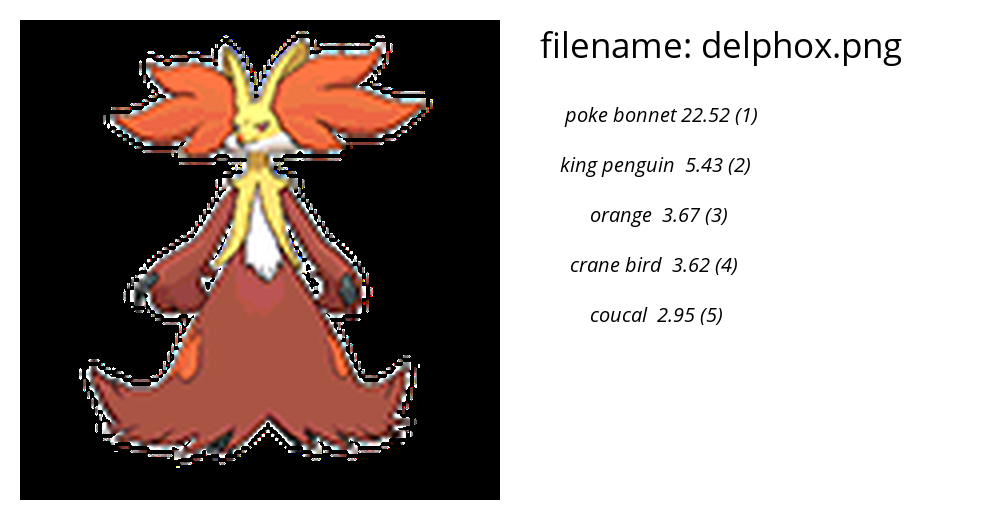 filename: delphox.png
poke bonnet 22.52 (1)
king penguin 5.43 (2)
orange 3.67 (3)
crane bird 3.62 (4)
coucal 2.95 (5)